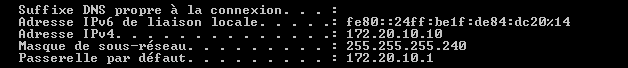 Suffixe DNS propre à la connexion. . . :
Adresse IPv6 de liaison locale. . . . .: fe80::24ff:be1f:de84:dc20%14
Adresse IPv4. . . . . . . . . . . . . .: 172.20.10.10
Masque de sous-réseau. . . . . . . . . : 255.255.255.240
Passerelle par défaut. . . . . . . . . : 172.20.10.1